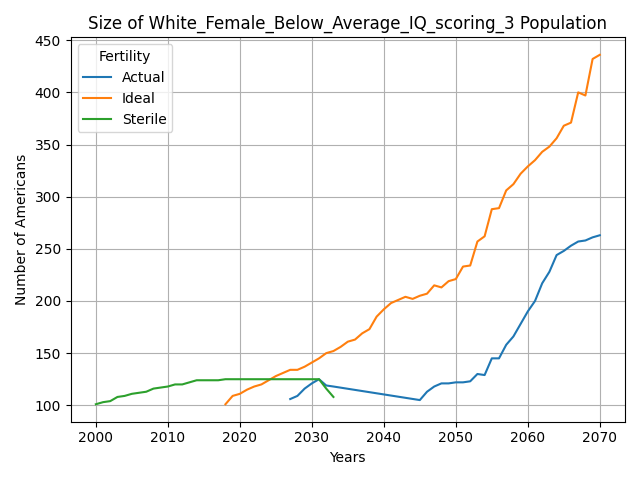 Size of White_Female_Below_Average_IQ_scoring_3 Population
Fertility
Actual
Ideal
Sterile
Number of Americans
450
400
350
300
250
200
150
100
2000 2010 2020 2030 2040 2050 2060 2070
Years